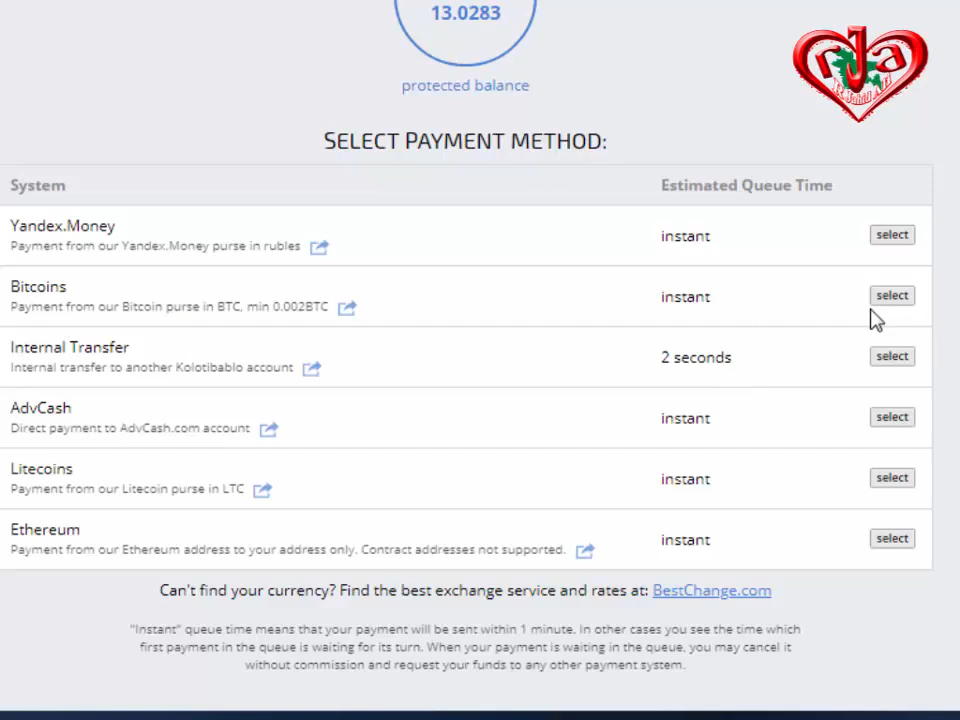 13.0283
protected balance
rJa
R Jahid AB
SELECT PAYMENT METHOD:
System Estimated Queue Time
Yandex.Money
Payment from our Yandex.Money purse in rubles
instant select
Bitcoins
Payment from our Bitcoin purse in BTC, min 0.002BTC
instant select
Internal Transfer
Internal transfer to another Kolotibablo account
2 seconds select
AdvCash
Direct payment to AdvCash.com account
instant select
Litecoins
Payment from our Litecoin purse in LTC
instant select
Ethereum
Payment from our Ethereum address to your address only. Contract addresses not supported.
instant select
Can't find your currency? Find the best exchange service and rates at: BestChange.com
"Instant" queue time means that your payment will be sent within 1 minute. In other cases you see the time which
first payment in the queue is waiting for its turn. When your payment is waiting in the queue, you may cancel it
without commission and request your funds to any other payment system.